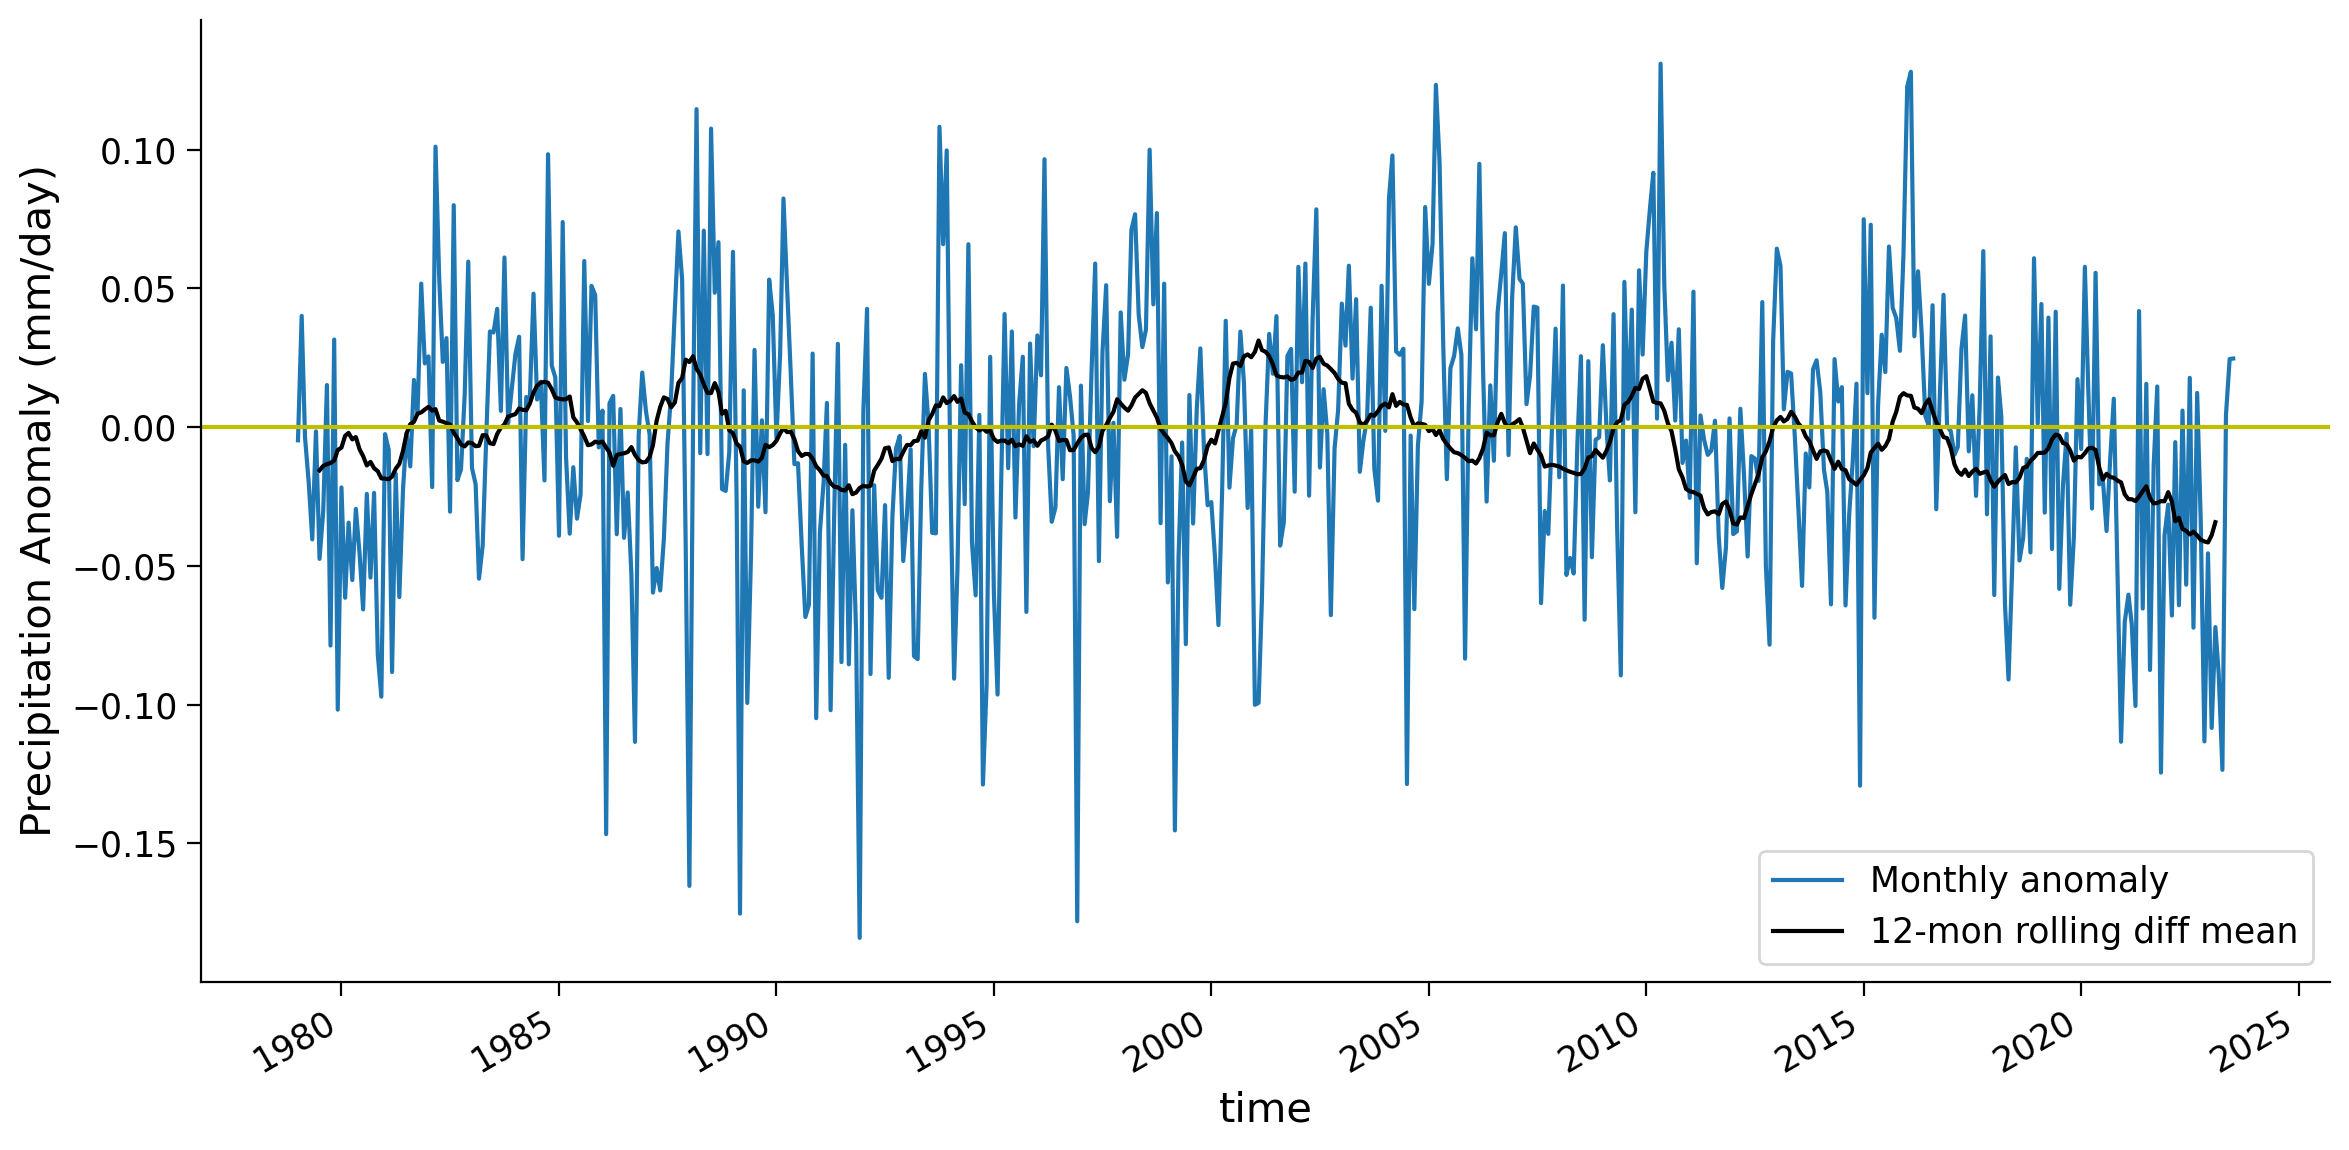 Precipitation Anomaly (mm/day)
0.10
0.05
0.00
−0.05
−0.10
−0.15
Monthly anomaly
12-mon rolling diff mean
1980 1985 1990 1995 2000 2005 2010 2015 2020 2025
time